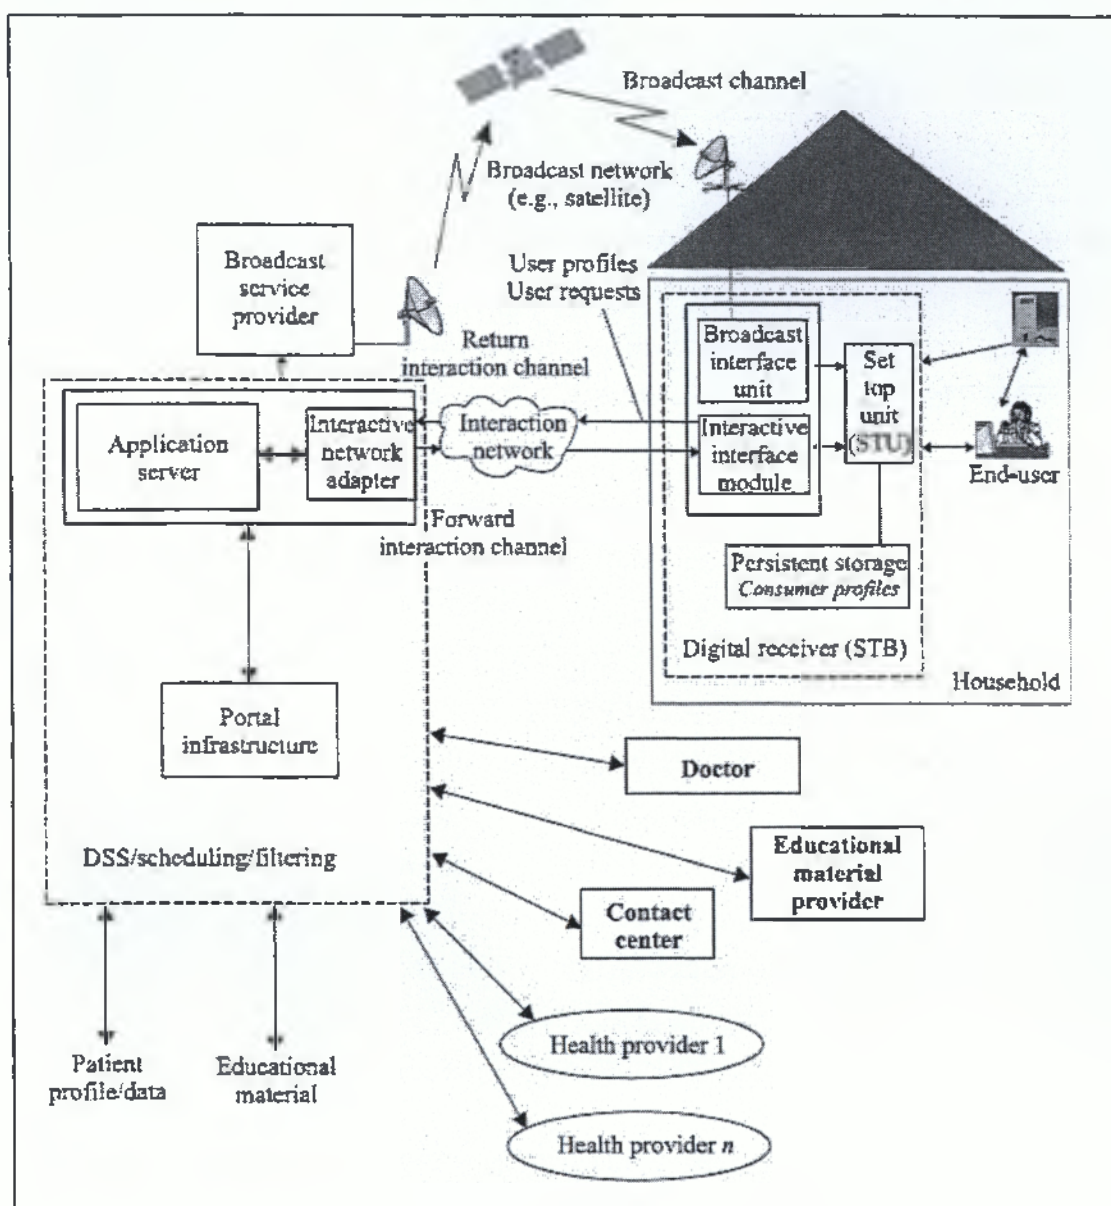 Broadcast channel
Broadcast network
(e.g., satellite)
Broadcast
service
provider
User profiles
User requests
Return
interaction channel
Broadcast
interface
unit
Set
top
unit
(STU)
Application
server
Interactive
network
adapter
Interaction
network
Interactive
interface
module
End-user
Forward
interaction channel
Persistent storage
Consumer profiles
Digital receiver (STB)
Household
Portal
infrastructure
Doctor
DSS/scheduling/filtering
Educational
material
provider
Contact
center
Health provider 1
Patient
profile/data
Educational
material
Health provider n